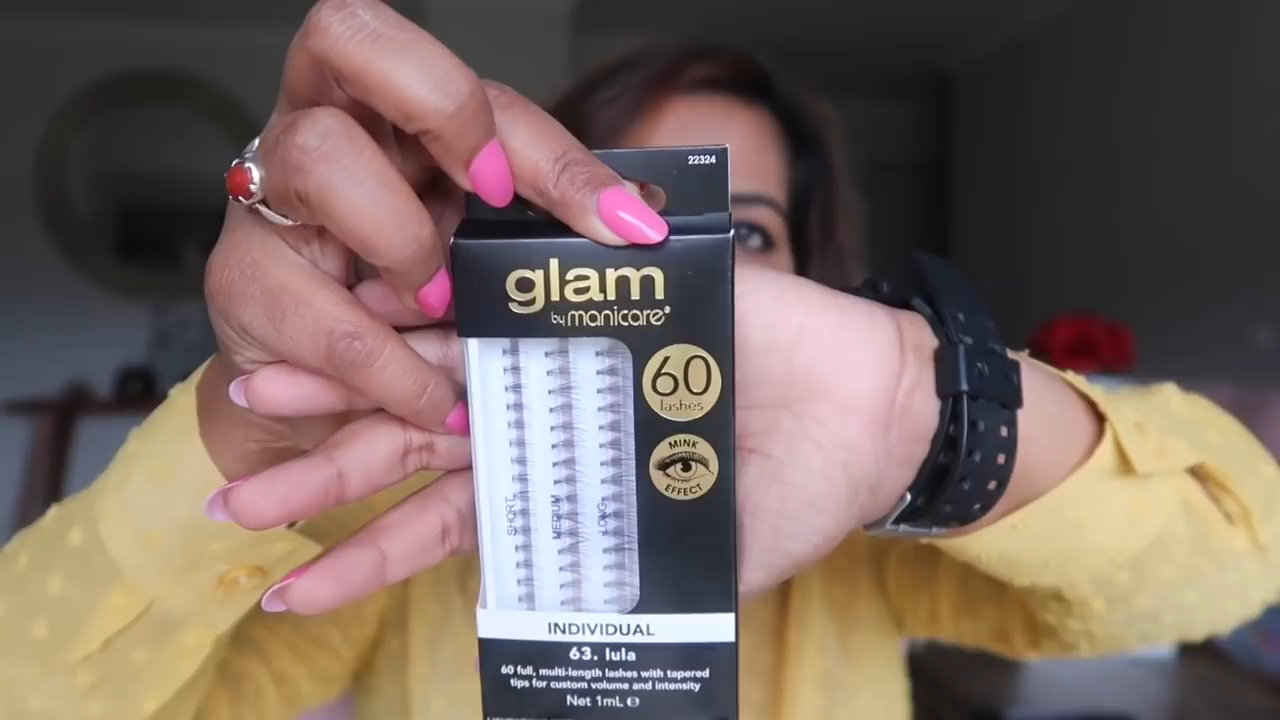 22324
glam
by manicare®
60
lashes
MINK
EFFECT
SHORT
MEDIUM
LONG
INDIVIDUAL
63. lula
60 full, multi-length lashes with tapered
tips for custom volume and intensity
Net 1mL ℮